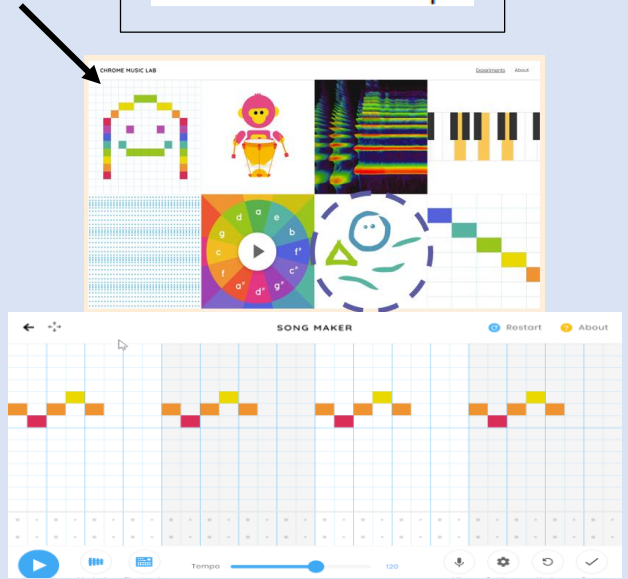 CHROME MUSIC LAB Experiments About
d a e
g b
c f#
f c#
a# d# g#
SONG MAKER Restart About
Tempo 120